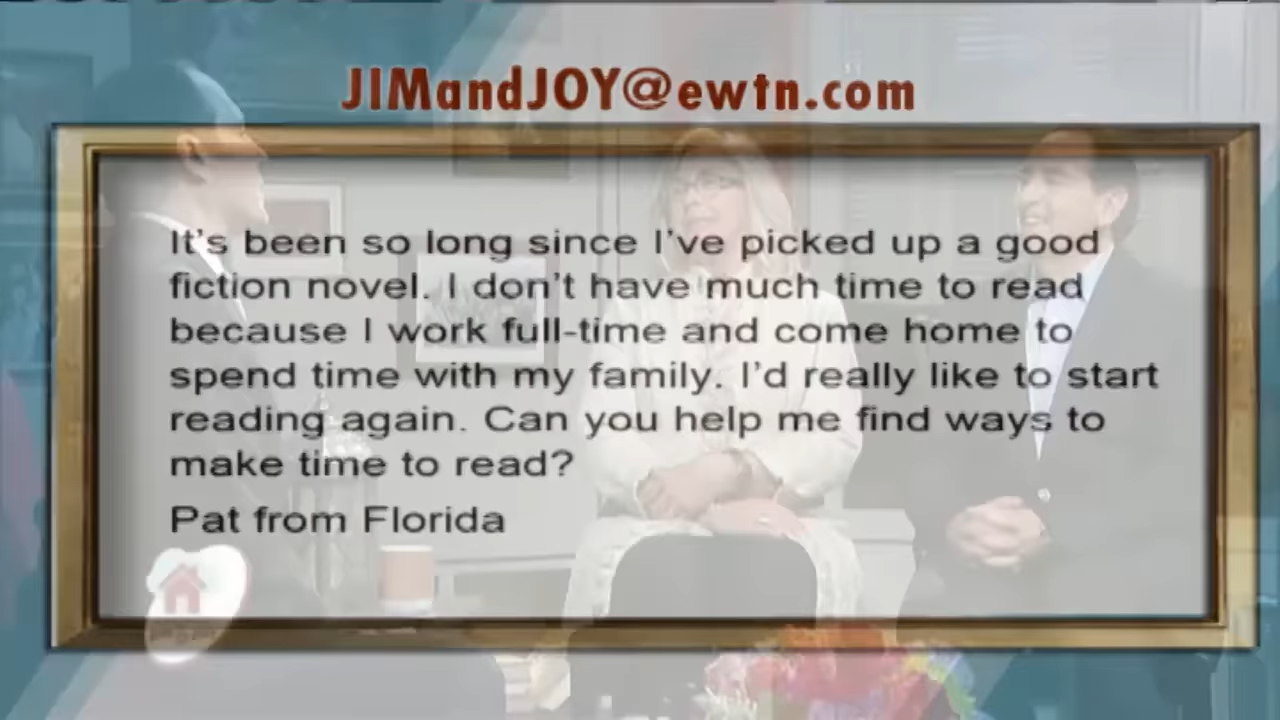 JIMandJOY@ewtn.com
It's been so long since I've picked up a good
fiction novel. I don't have much time to read
because I work full-time and come home to
spend time with my family. I'd really like to start
reading again. Can you help me find ways to
make time to read?
Pat from Florida